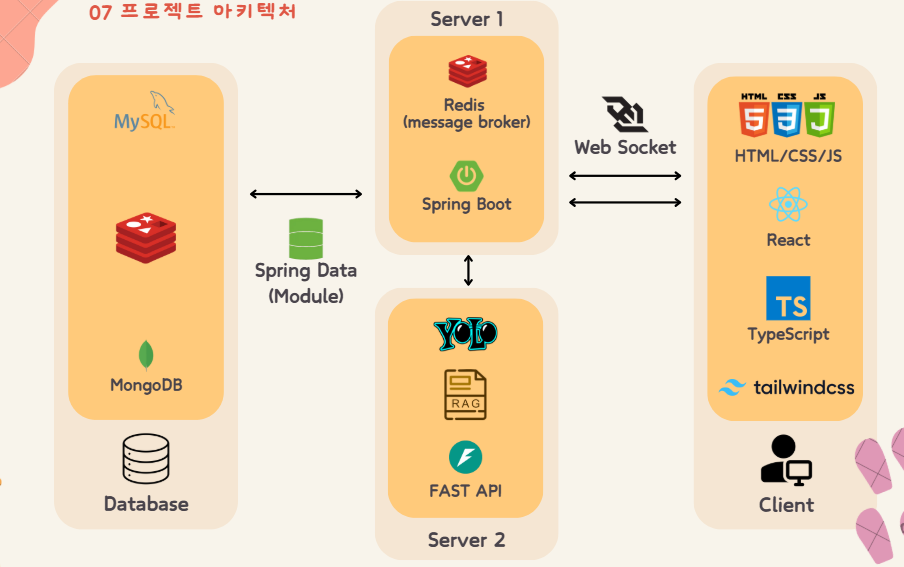 07 프로젝트 아키텍처
MySQL
MongoDB
Database
Spring Data
(Module)
Server 1
Redis
(message broker)
Spring Boot
YOLO
RAG
FAST API
Server 2
Web Socket
HTML CSS JS
5 3 J
HTML/CSS/JS
React
TS
TypeScript
tailwindcss
Client